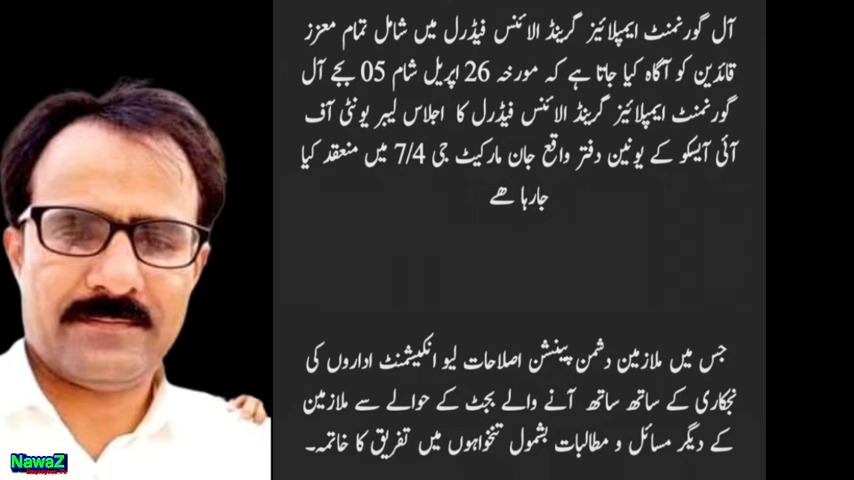 آل گورنمنٹ ایمپلائیز گرینڈ الائنس فیڈرل میں شامل تمام معزز
قائدین کو آگاہ کیا جاتا ہے کہ مورخہ 26 اپریل شام 05 بجے آل
گورنمنٹ ایمپلائیز گرینڈ الائنس فیڈرل کا اجلاس لیبر یونٹی آف
آئی آیسکو کے یونین دفتر واقع جان مارکیٹ جی 7/4 میں منعقد کیا
جارہا ھے
جس میں ملازمین دشمن پینشن اصلاحات لیو انکیشمنٹ اداروں کی
نجکاری کے ساتھ ساتھ آنے والے بجٹ کے حوالے سے ملازمین
کے دیگر مسائل و مطالبات بشمول تنخواہوں میں تفریق کا خاتمہ۔
NawaZ